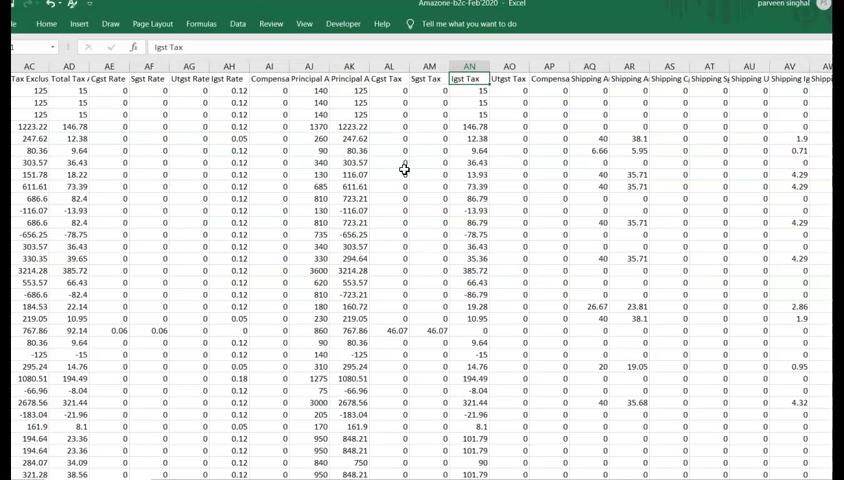 Amazone-b2c-Feb'2020 - Excel
parveen singhal
Home Insert Draw Page Layout Formulas Data Review View Developer Help Tell me what you want to do
Igst Tax
AC AD AE AF AG AH AI AJ AK AL AM AN AO AP AQ AR AS AT AU AV
Tax Exclus Total Tax Cgst Rate Sgst Rate Utgst Rate Igst Rate Compensa Principal A Principal A Cgst Tax Sgst Tax Igst Tax Utgst Tax Compensa Shipping A Shipping A Shipping C Shipping S Shipping U Shipping Ig Shippi
125 15 0 0 0 0.12 0 140 125 0 0 15 0 0 0 0 0 0 0 0
125 15 0 0 0 0.12 0 140 125 0 0 15 0 0 0 0 0 0 0 0
125 15 0 0 0 0.12 0 140 125 0 0 15 0 0 0 0 0 0 0 0
1223.22 146.78 0 0 0 0.12 0 1370 1223.22 0 0 146.78 0 0 0 0 0 0 0 0
247.62 12.38 0 0 0 0.05 0 260 247.62 0 0 12.38 0 0 40 38.1 0 0 0 1.9
80.36 9.64 0 0 0 0.12 0 90 80.36 0 0 9.64 0 0 6.66 5.95 0 0 0 0.71
303.57 36.43 0 0 0 0.12 0 340 303.57 0 0 36.43 0 0 0 0 0 0 0 0
151.78 18.22 0 0 0 0.12 0 130 116.07 0 13.93 0 0 40 35.71 0 0 0 4.29
611.61 73.39 0 0 0 0.12 0 685 611.61 0 0 73.39 0 0 40 35.71 0 0 0 4.29
686.6 82.4 0 0 0 0.12 0 810 723.21 0 0 86.79 0 0 0 0 0 0 0 0
-116.07 -13.93 0 0 0 0.12 0 130 -116.07 0 0 -13.93 0 0 0 0 0 0 0 0
686.6 82.4 0 0 0 0.12 0 810 723.21 0 0 86.79 0 0 40 35.71 0 0 0 4.29
-656.25 -78.75 0 0 0 0.12 0 735 -656.25 0 0 -78.75 0 0 0 0 0 0 0 0
303.57 36.43 0 0 0 0.12 0 340 303.57 0 0 36.43 0 0 0 0 0 0 0 0
330.35 39.65 0 0 0 0.12 0 330 294.64 0 0 35.36 0 0 40 35.71 0 0 0 4.29
3214.28 385.72 0 0 0 0.12 0 3600 3214.28 0 0 385.72 0 0 0 0 0 0 0 0
553.57 66.43 0 0 0 0.12 0 620 553.57 0 0 66.43 0 0 0 0 0 0 0 0
-686.6 -82.4 0 0 0 0.12 0 810 -723.21 0 0 -86.79 0 0 0 0 0 0 0 0
184.53 22.14 0 0 0 0.12 0 180 160.72 0 0 19.28 0 0 26.67 23.81 0 0 0 2.86
219.05 10.95 0 0 0 0.05 0 230 219.05 0 0 10.95 0 0 40 38.1 0 0 0 1.9
767.86 92.14 0.06 0.06 0 0 0 860 767.86 46.07 46.07 0 0 0 0 0 0 0 0 0
80.36 9.64 0 0 0 0.12 0 90 80.36 0 0 9.64 0 0 0 0 0 0 0 0
-125 -15 0 0 0 0.12 0 140 -125 0 0 -15 0 0 0 0 0 0 0 0
295.24 14.76 0 0 0 0.05 0 310 295.24 0 0 14.76 0 0 20 19.05 0 0 0 0.95
1080.51 194.49 0 0 0 0.18 0 1275 1080.51 0 0 194.49 0 0 0 0 0 0 0 0
-66.96 -8.04 0 0 0 0.12 0 75 -66.96 0 0 -8.04 0 0 0 0 0 0 0 0
2678.56 321.44 0 0 0 0.12 0 3000 2678.56 0 0 321.44 0 0 40 35.68 0 0 0 4.32
-183.04 -21.96 0 0 0 0.12 0 205 -183.04 0 0 -21.96 0 0 0 0 0 0 0 0
161.9 8.1 0 0 0 0.05 0 170 161.9 0 0 8.1 0 0 0 0 0 0 0 0
194.64 23.36 0 0 0 0.12 0 950 848.21 0 0 101.79 0 0 0 0 0 0 0 0
194.64 23.36 0 0 0 0.12 0 950 848.21 0 0 101.79 0 0 0 0 0 0 0 0
284.07 34.09 0 0 0 0.12 0 840 750 0 0 90 0 0 0 0 0 0 0 0
321.28 38.56 0 0 0 0.12 0 950 848.21 0 0 101.79 0 0 0 0 0 0 0 0